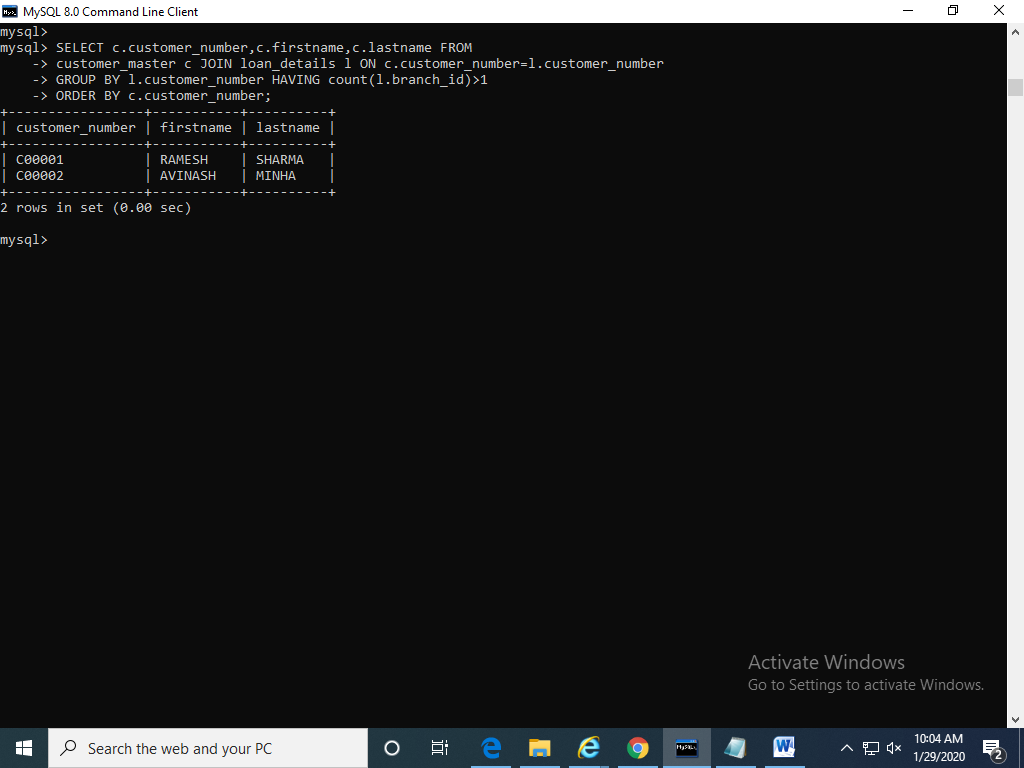 MySQL 8.0 Command Line Client
mysql>
mysql> SELECT c.customer_number,c.firstname,c.lastname FROM
    -> customer_master c JOIN loan_details l ON c.customer_number=l.customer_number
    -> GROUP BY l.customer_number HAVING count(l.branch_id)>1
    -> ORDER BY c.customer_number;
+-----------------+-----------+----------+
| customer_number | firstname | lastname |
+-----------------+-----------+----------+
| C00001          | RAMESH    | SHARMA   |
| C00002          | AVINASH   | MINHA    |
+-----------------+-----------+----------+
2 rows in set (0.00 sec)
mysql>
Activate Windows
Go to Settings to activate Windows.
Search the web and your PC
10:04 AM
1/29/2020
2